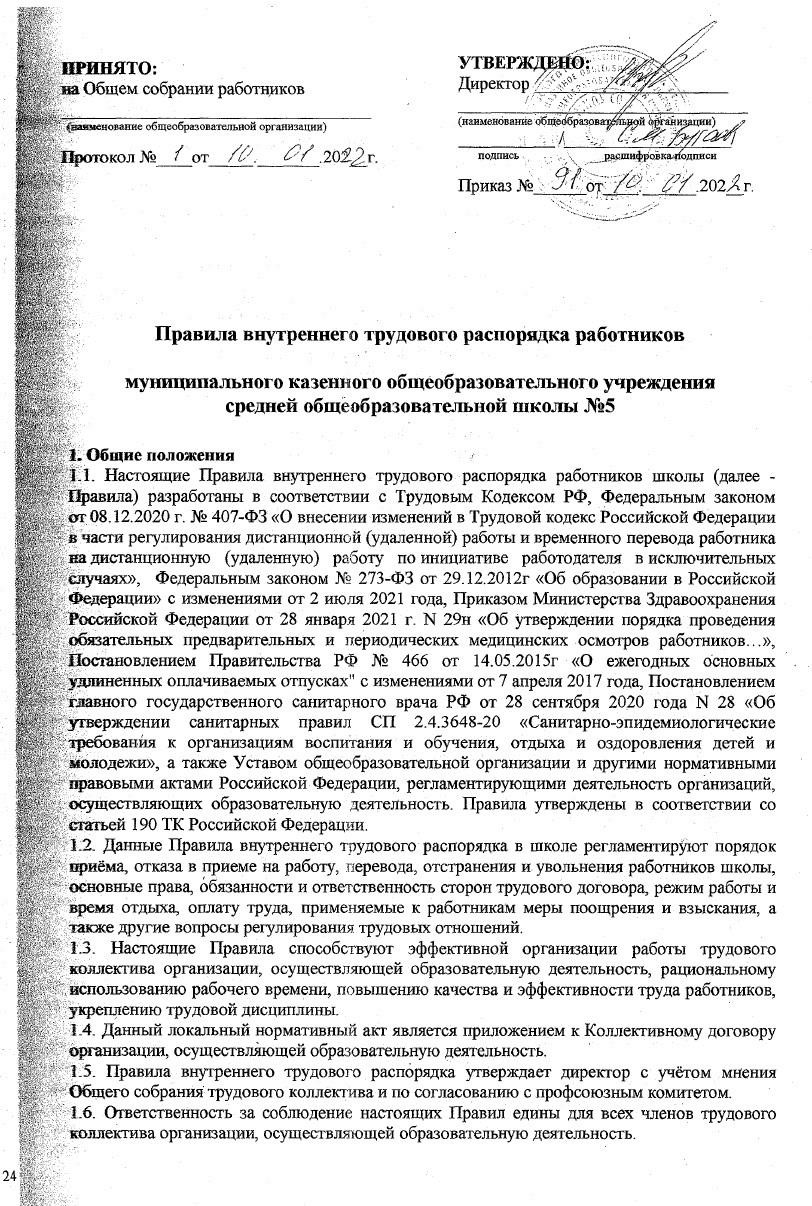 ПРИНЯТО:
на Общем собрании работников
(наименование общеобразовательной организации)
Протокол № 1 от 10. 01 .2022 г.
УТВЕРЖДЕНО:
Директор
(наименование общеобразовательной организации)
подпись расшифровка подписи
Приказ № 91 от 10. 01 .2022 г.
Правила внутреннего трудового распорядка работников
муниципального казенного общеобразовательного учреждения
средней общеобразовательной школы №5
1. Общие положения
1.1. Настоящие Правила внутреннего трудового распорядка работников школы (далее -
Правила) разработаны в соответствии с Трудовым Кодексом РФ, Федеральным законом
от 08.12.2020 г. № 407-ФЗ «О внесении изменений в Трудовой кодекс Российской Федерации
в части регулирования дистанционной (удаленной) работы и временного перевода работника
на дистанционную (удаленную) работу по инициативе работодателя в исключительных
случаях», Федеральным законом № 273-ФЗ от 29.12.2012г «Об образовании в Российской
Федерации» с изменениями от 2 июля 2021 года, Приказом Министерства Здравоохранения
Российской Федерации от 28 января 2021 г. N 29н «Об утверждении порядка проведения
обязательных предварительных и периодических медицинских осмотров работников...»,
Постановлением Правительства РФ № 466 от 14.05.2015г «О ежегодных основных
удлиненных оплачиваемых отпусках" с изменениями от 7 апреля 2017 года, Постановлением
главного государственного санитарного врача РФ от 28 сентября 2020 года N 28 «Об
утверждении санитарных правил СП 2.4.3648-20 «Санитарно-эпидемиологические
требования к организациям воспитания и обучения, отдыха и оздоровления детей и
молодежи», а также Уставом общеобразовательной организации и другими нормативными
правовыми актами Российской Федерации, регламентирующими деятельность организаций,
осуществляющих образовательную деятельность. Правила утверждены в соответствии со
статьей 190 ТК Российской Федерации.
1.2. Данные Правила внутреннего трудового распорядка в школе регламентируют порядок
приёма, отказа в приеме на работу, перевода, отстранения и увольнения работников школы,
основные права, обязанности и ответственность сторон трудового договора, режим работы и
время отдыха, оплату труда, применяемые к работникам меры поощрения и взыскания, а
также другие вопросы регулирования трудовых отношений.
1.3. Настоящие Правила способствуют эффективной организации работы трудового
коллектива организации, осуществляющей образовательную деятельность, рациональному
использованию рабочего времени, повышению качества и эффективности труда работников,
укреплению трудовой дисциплины.
1.4. Данный локальный нормативный акт является приложением к Коллективному договору
организации, осуществляющей образовательную деятельность.
1.5. Правила внутреннего трудового распорядка утверждает директор с учётом мнения
Общего собрания трудового коллектива и по согласованию с профсоюзным комитетом.
1.6. Ответственность за соблюдение настоящих Правил едины для всех членов трудового
коллектива организации, осуществляющей образовательную деятельность.
24